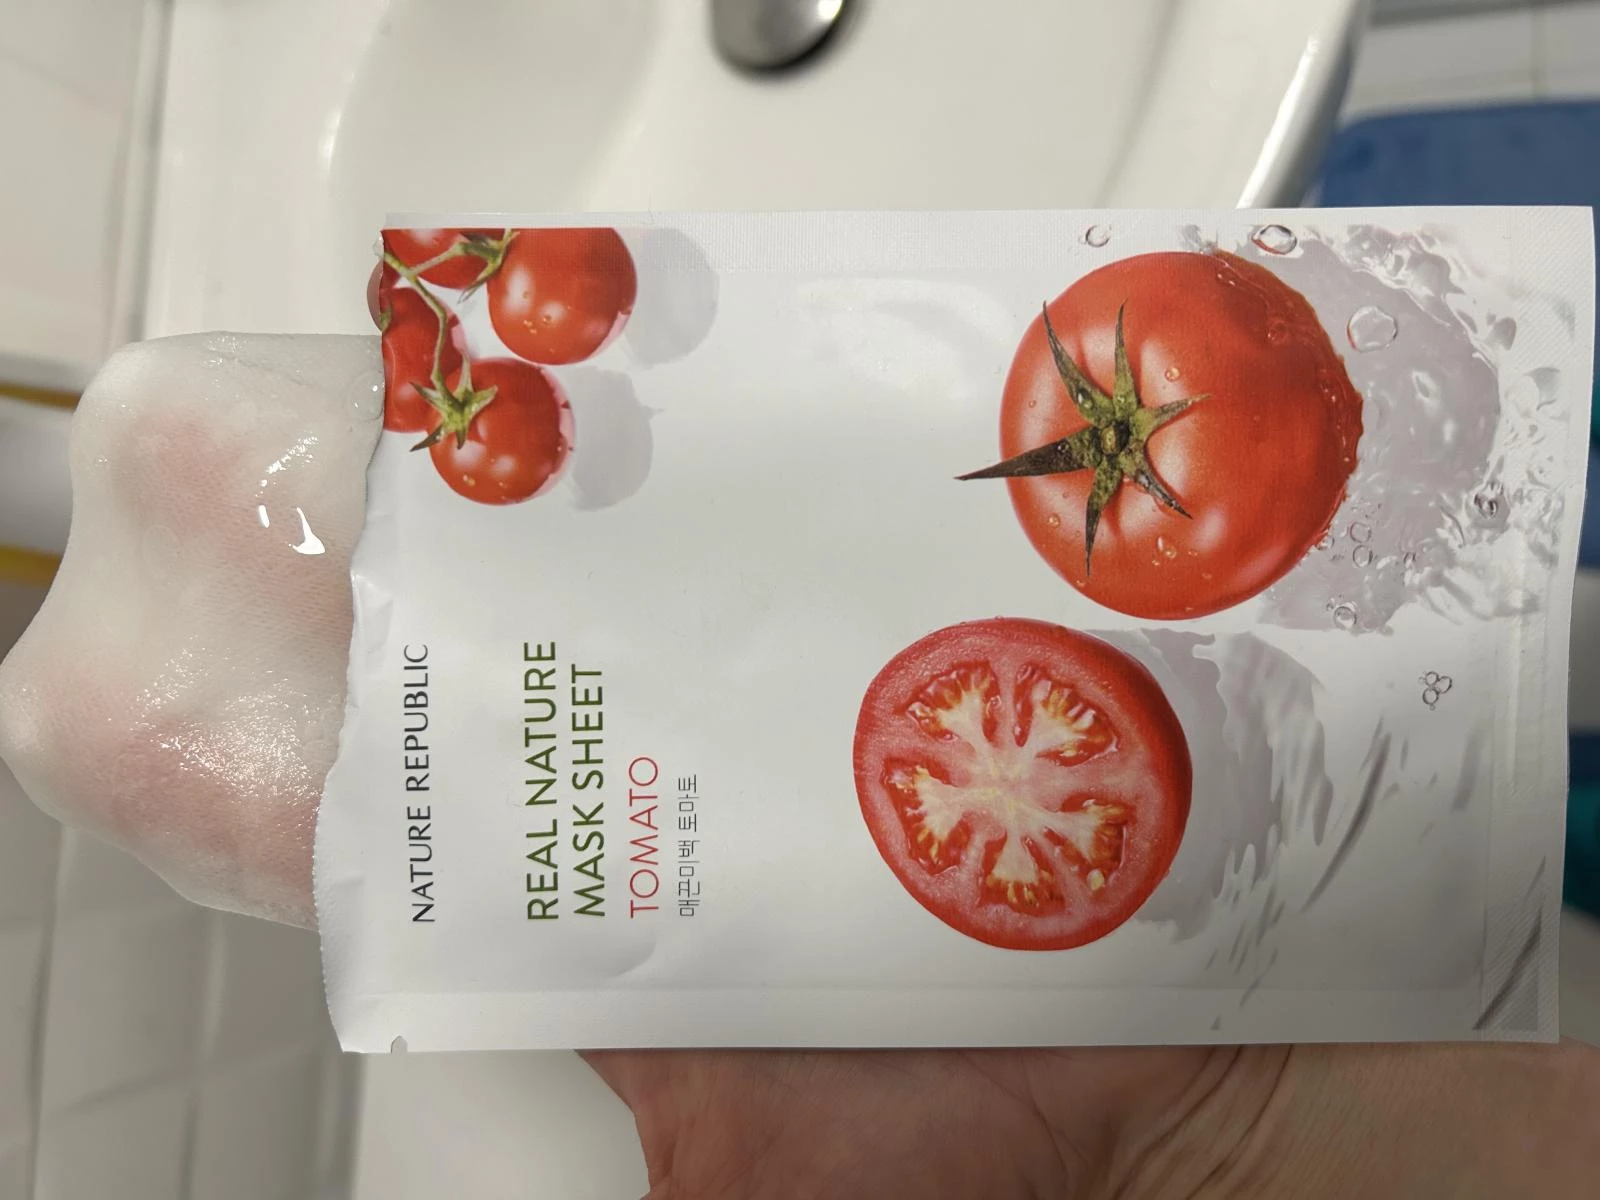 NATURE REPUBLIC
REAL NATURE
MASK SHEET
TOMATO
매끈미백 토마토